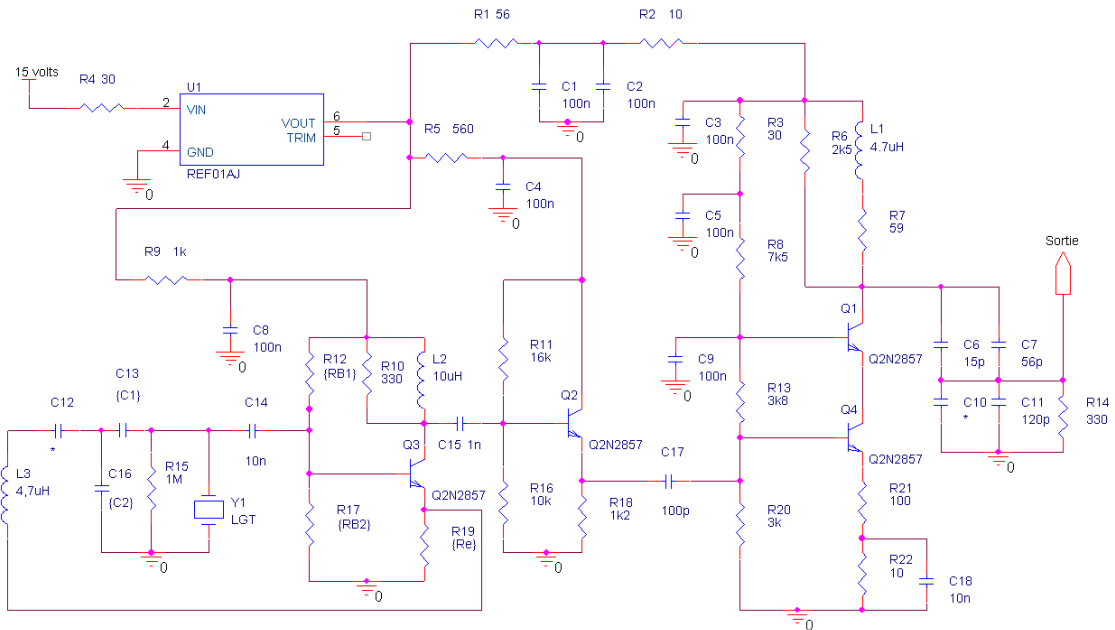 R1 56
R2 10
15 volts
R4 30
U1
2
VIN
VOUT
6
TRIM
5
4
GND
REF01AJ
0
R5 560
C1
100n
C2
100n
0
C3
100n
0
R3
30
R6
2k5
L1
4.7uH
C4
100n
0
C5
100n
0
R7
59
R8
7k5
Sortie
R9 1k
C8
100n
0
R12
{RB1}
R10
330
L2
10uH
R11
16k
C9
100n
0
Q1
Q2N2857
C6
15p
C7
56p
C13
{C1}
C12
*
C14
10n
Q3
Q2N2857
C15 1n
Q2
Q2N2857
R13
3k8
Q4
Q2N2857
C10
*
C11
120p
R14
330
0
L3
4,7uH
C16
{C2}
R15
1M
Y1
LGT
0
R17
{RB2}
R19
{Re}
0
R16
10k
R18
1k2
0
C17
100p
R20
3k
R21
100
R22
10
C18
10n
0